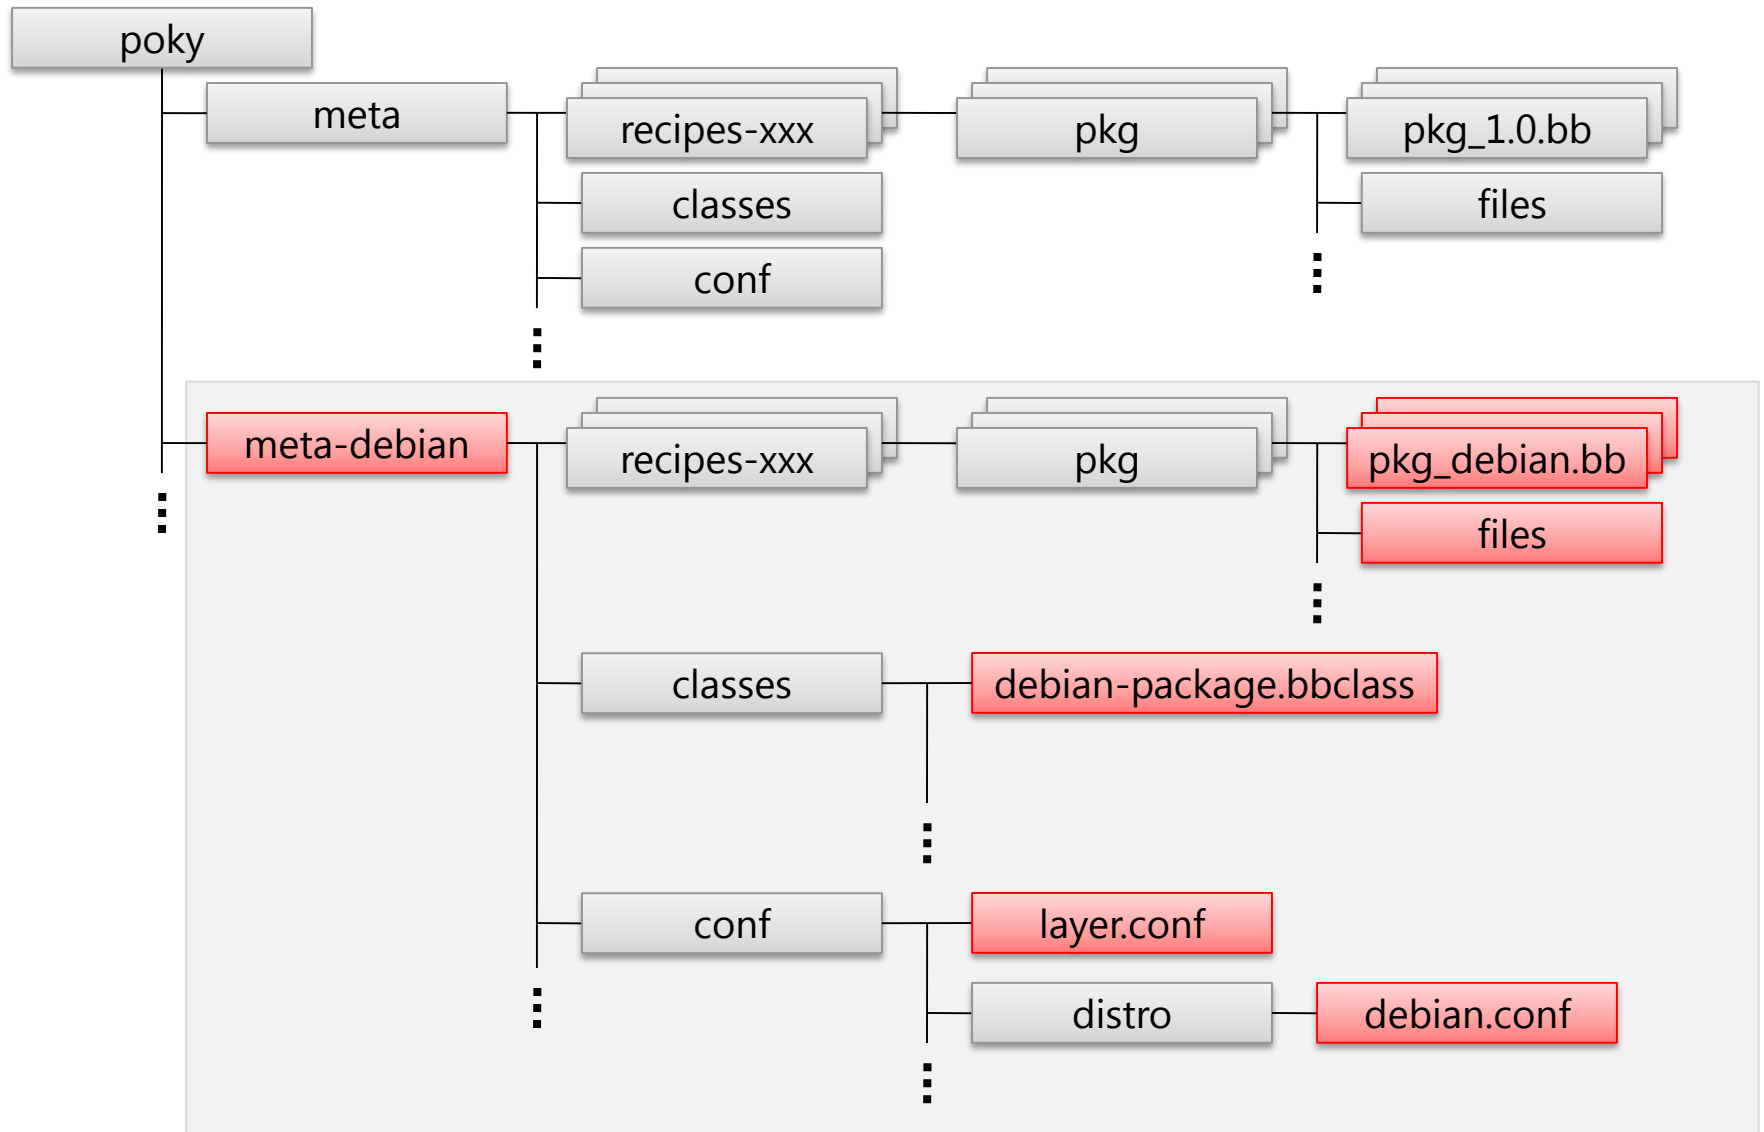 poky
meta
recipes-xxx
pkg
pkg_1.0.bb
classes
files
conf
meta-debian
recipes-xxx
pkg
pkg_debian.bb
files
classes
debian-package.bbclass
conf
layer.conf
distro
debian.conf